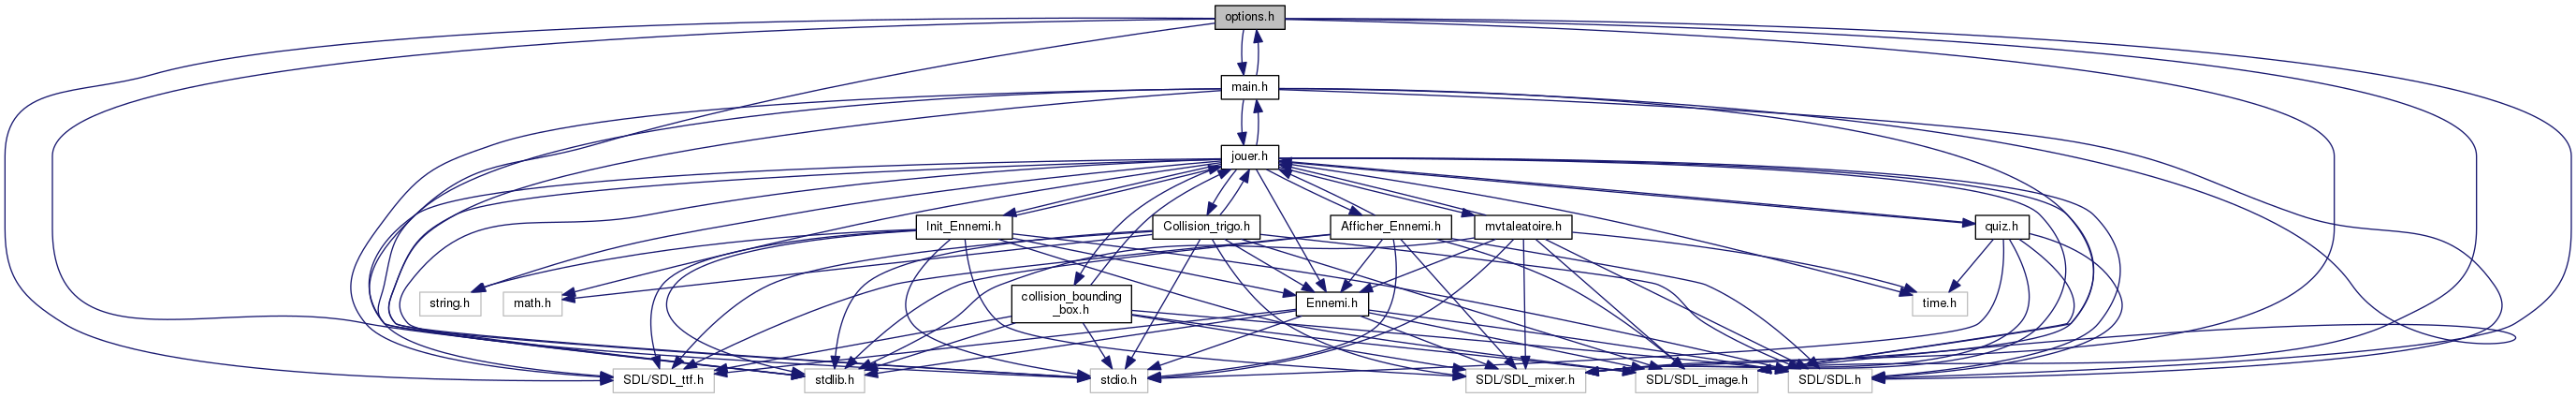 options.h
main.h
jouer.h
Init_Ennemi.h
Collision_trigo.h
Afficher_Ennemi.h
mvtaleatoire.h
quiz.h
string.h
math.h
collision_bounding
_box.h
Ennemi.h
time.h
SDL/SDL_ttf.h
stdlib.h
stdio.h
SDL/SDL_mixer.h
SDL/SDL_image.h
SDL/SDL.h